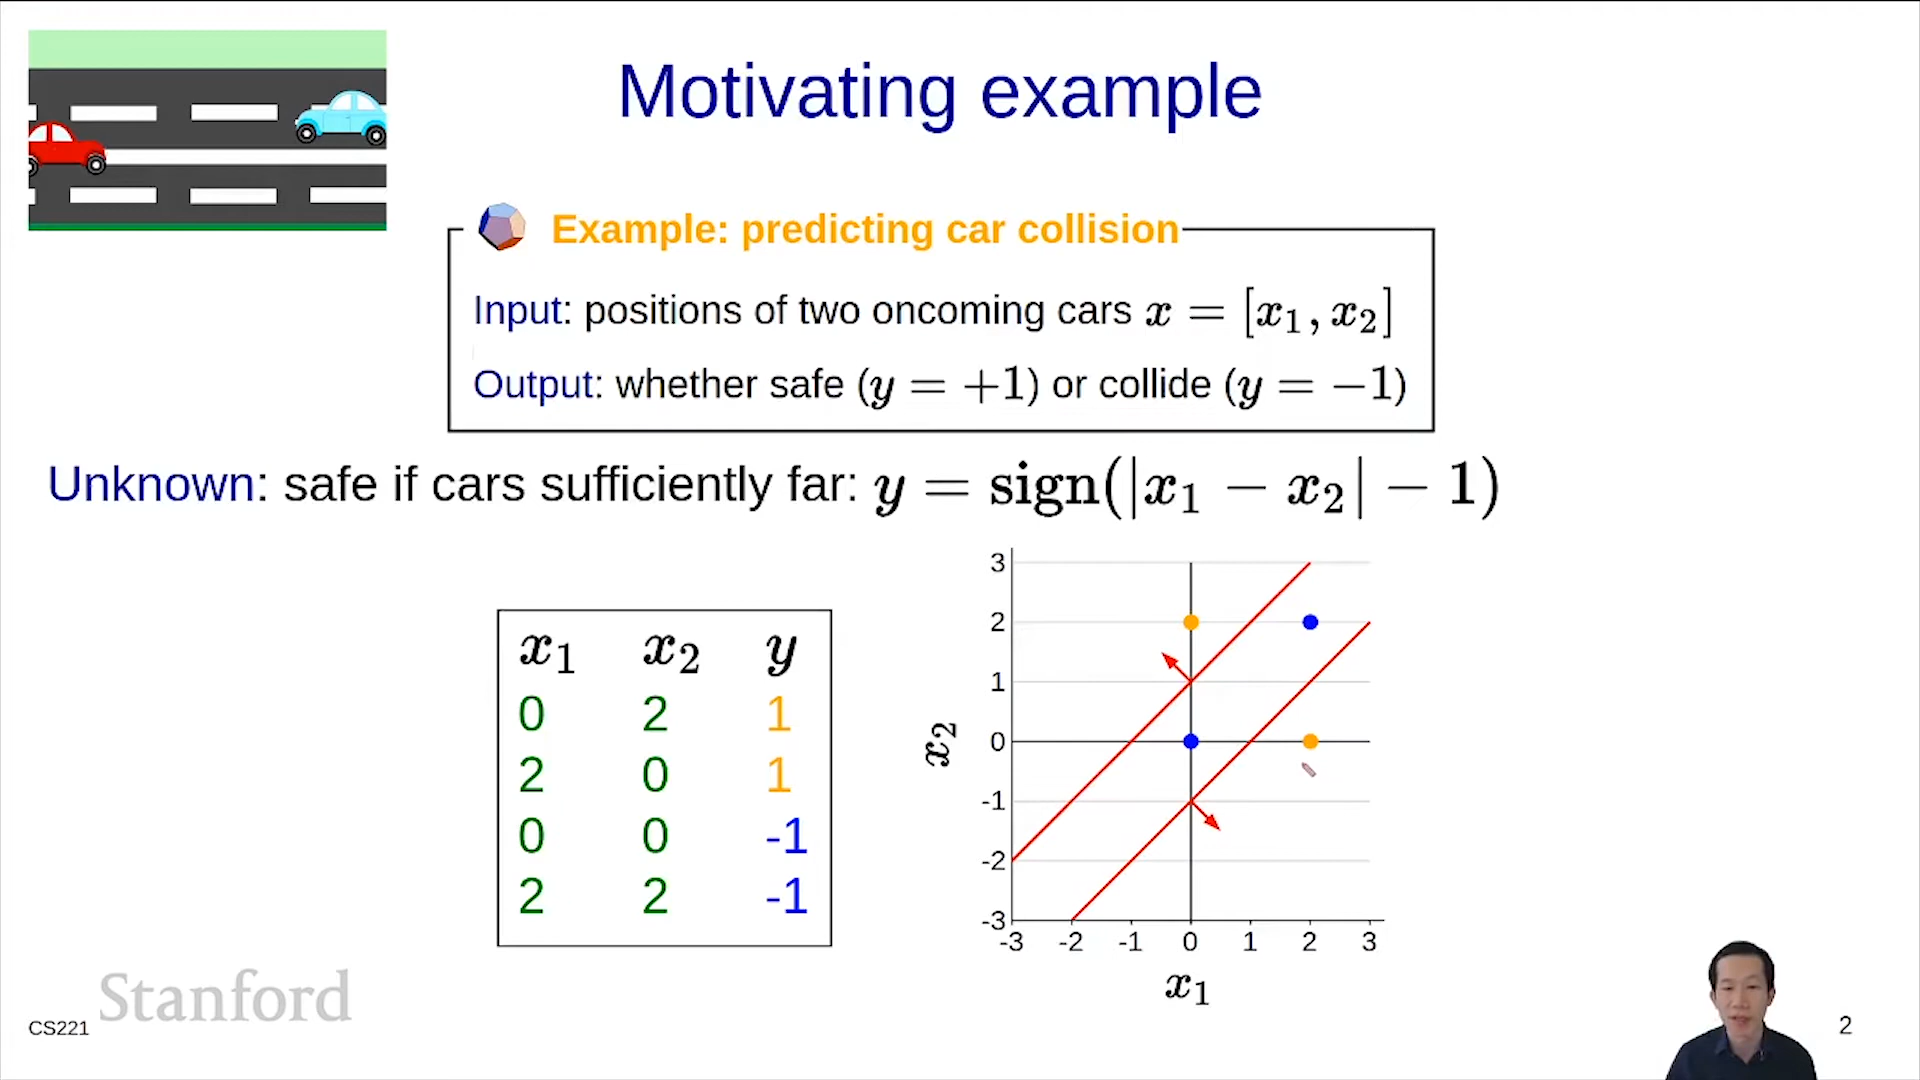 Motivating example
Example: predicting car collision
Input: positions of two oncoming cars x = [x₁, x₂]
Output: whether safe (y = +1) or collide (y = −1)
Unknown: safe if cars sufficiently far: y = sign(|x₁ − x₂| − 1)
x₁ x₂ y
0 2 1
2 0 1
0 0 -1
2 2 -1
3
2
1
0
-1
-2
-3
x₂
-3 -2 -1 0 1 2 3
x₁
Stanford
CS221
2